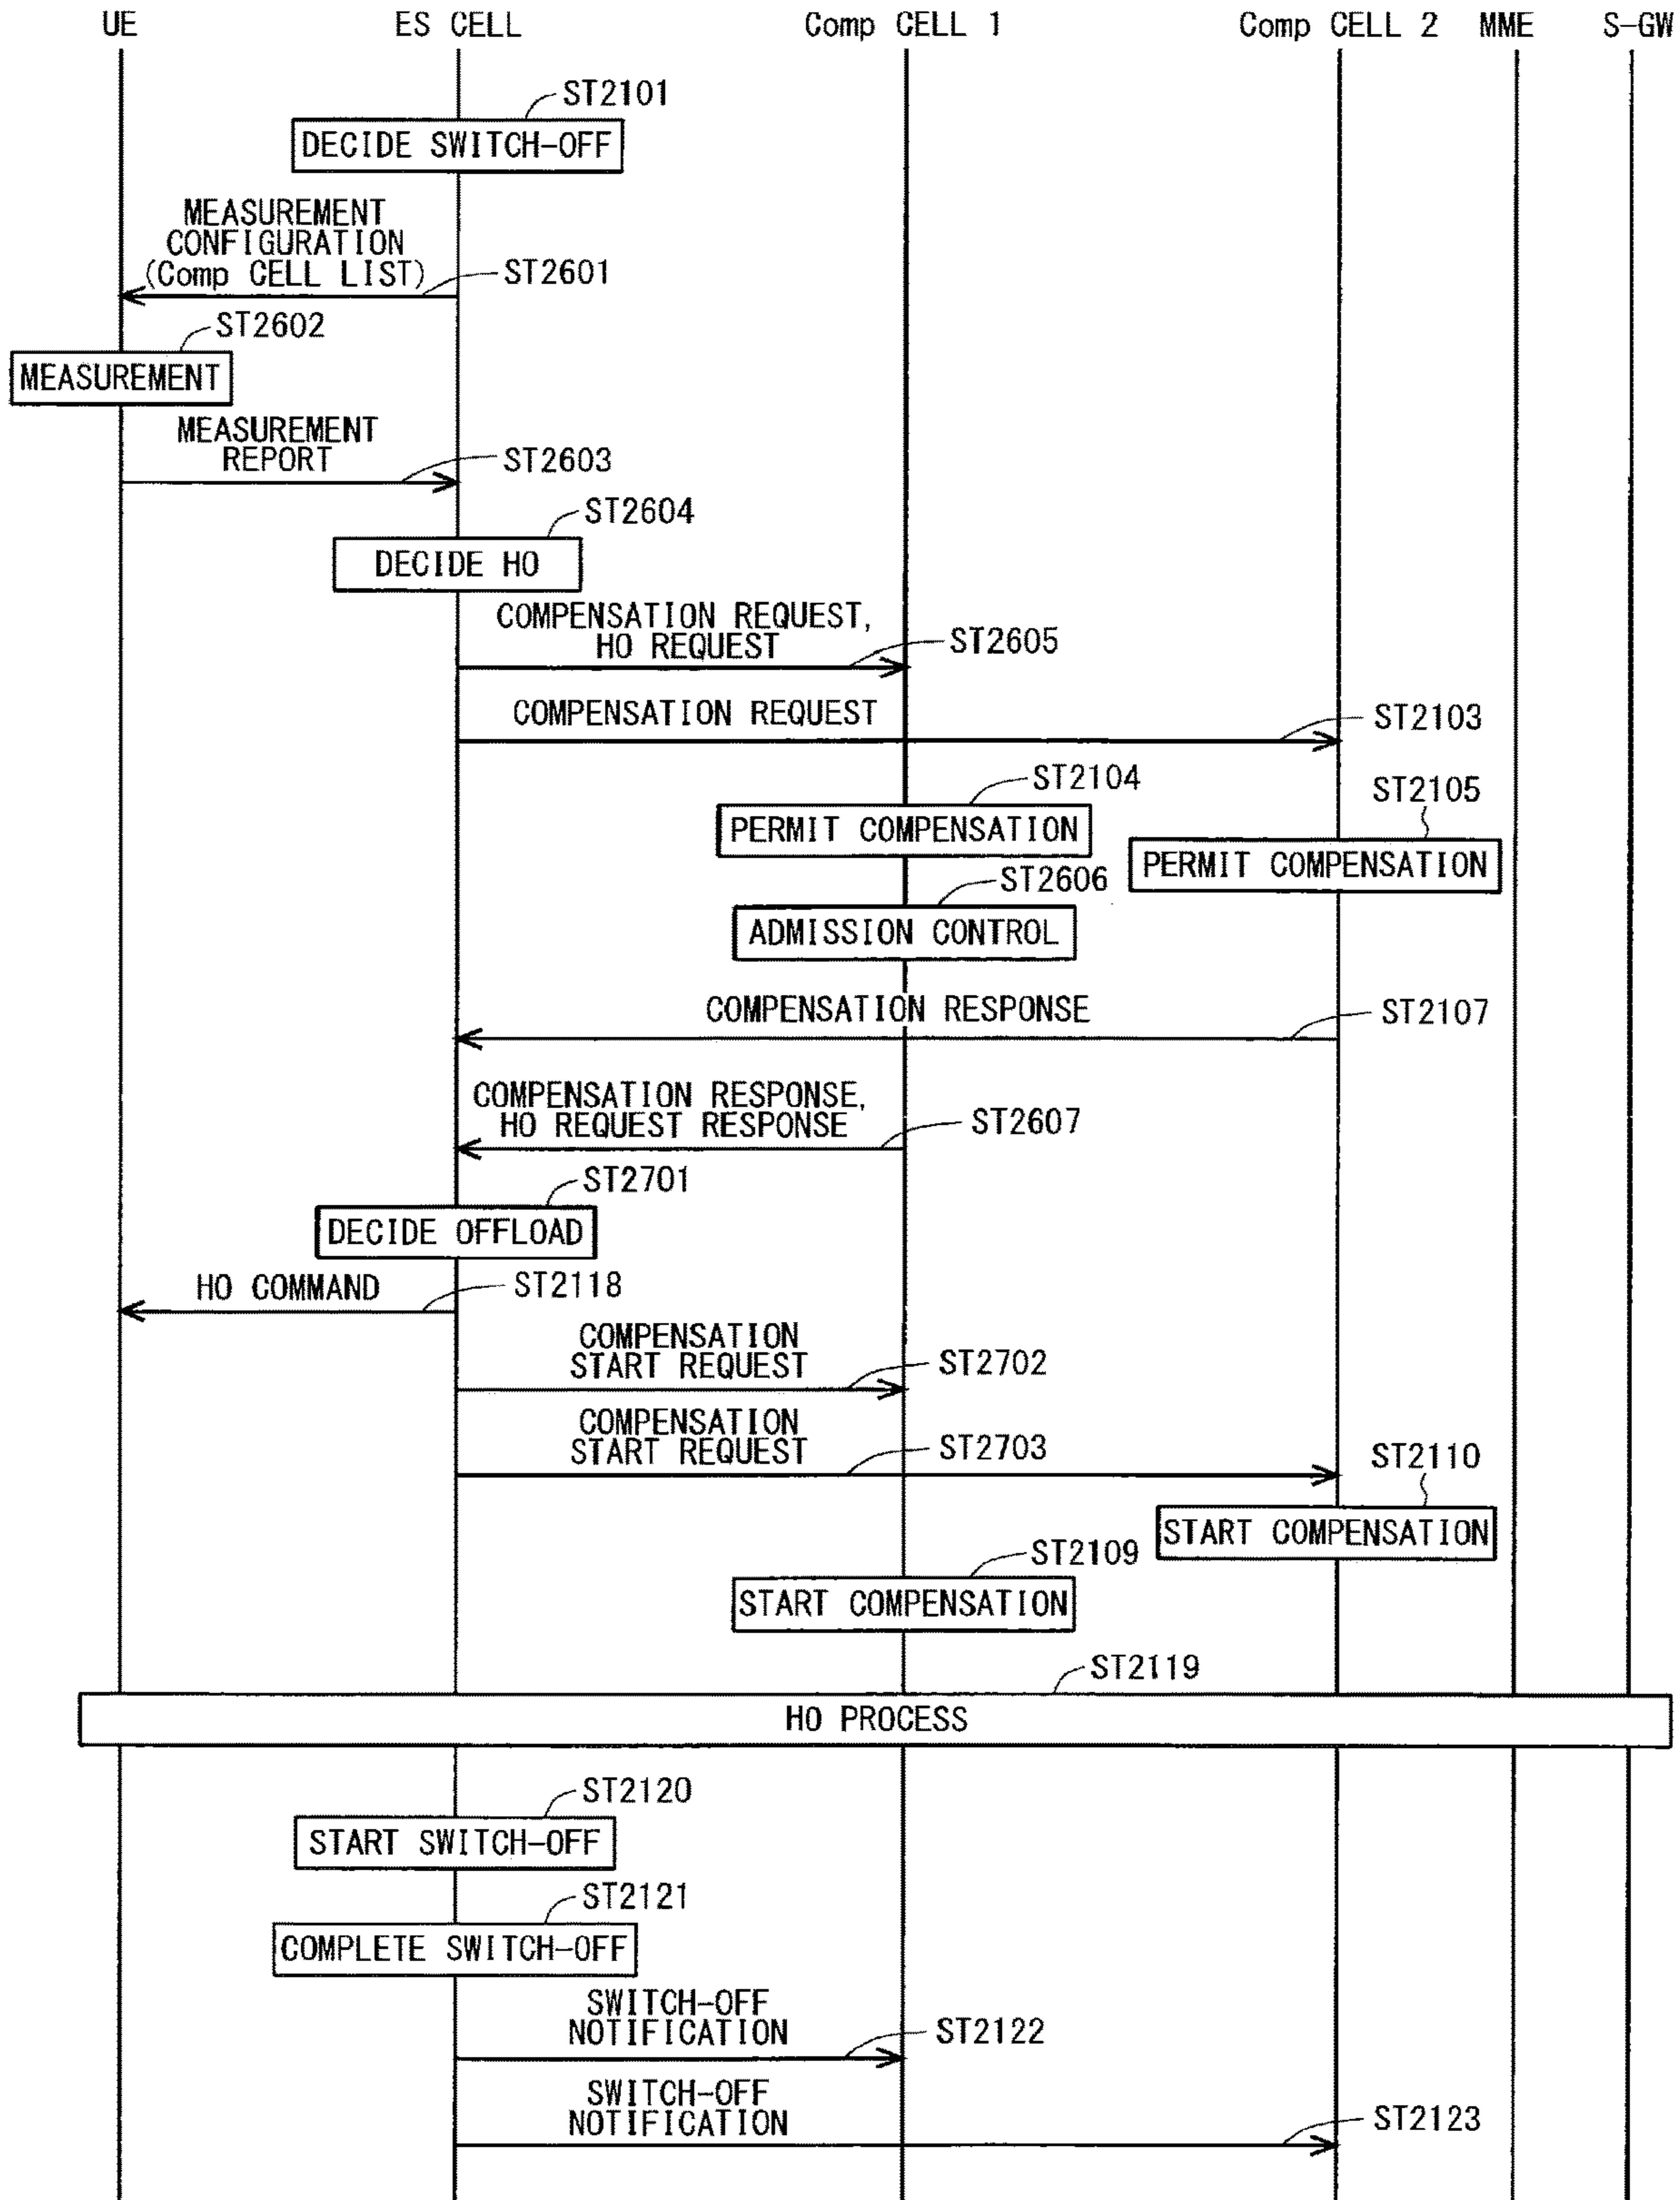 UE ES CELL Comp CELL 1 Comp CELL 2 MME S-GW
ST2101
DECIDE SWITCH-OFF
MEASUREMENT
CONFIGURATION
(Comp CELL LIST)
ST2601
ST2602
MEASUREMENT
MEASUREMENT
REPORT
ST2603
ST2604
DECIDE HO
COMPENSATION REQUEST,
HO REQUEST
ST2605
COMPENSATION REQUEST
ST2103
ST2104
PERMIT COMPENSATION
ST2105
PERMIT COMPENSATION
ST2606
ADMISSION CONTROL
COMPENSATION RESPONSE
ST2107
COMPENSATION RESPONSE,
HO REQUEST RESPONSE
ST2607
ST2701
DECIDE OFFLOAD
HO COMMAND
ST2118
COMPENSATION
START REQUEST
ST2702
COMPENSATION
START REQUEST
ST2703
ST2110
START COMPENSATION
ST2109
START COMPENSATION
ST2119
HO PROCESS
ST2120
START SWITCH-OFF
ST2121
COMPLETE SWITCH-OFF
SWITCH-OFF
NOTIFICATION
ST2122
SWITCH-OFF
NOTIFICATION
ST2123